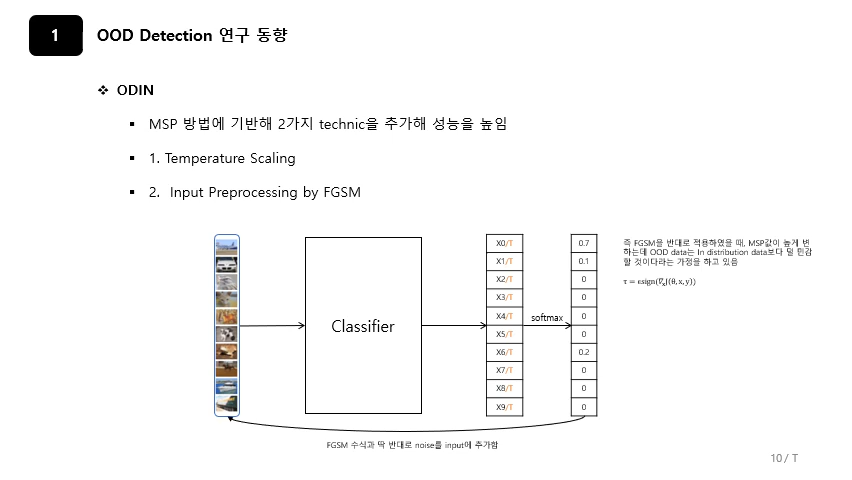 1
OOD Detection 연구 동향
❖ ODIN
▪ MSP 방법에 기반해 2가지 technic을 추가해 성능을 높임
▪ 1. Temperature Scaling
▪ 2. Input Preprocessing by FGSM
Classifier
X0/T
X1/T
X2/T
X3/T
X4/T
X5/T
X6/T
X7/T
X8/T
X9/T
softmax
0.7
0.1
0
0
0
0
0.2
0
0
0
즉 FGSM을 반대로 적용하였을 때, MSP값이 높게 변
하는데 OOD data는 In distribution data보다 덜 민감
할 것이다라는 가정을 하고 있음
τ = εsign(∇ₓJ(θ, x, y))
FGSM 수식과 딱 반대로 noise를 input에 추가함
10 / T